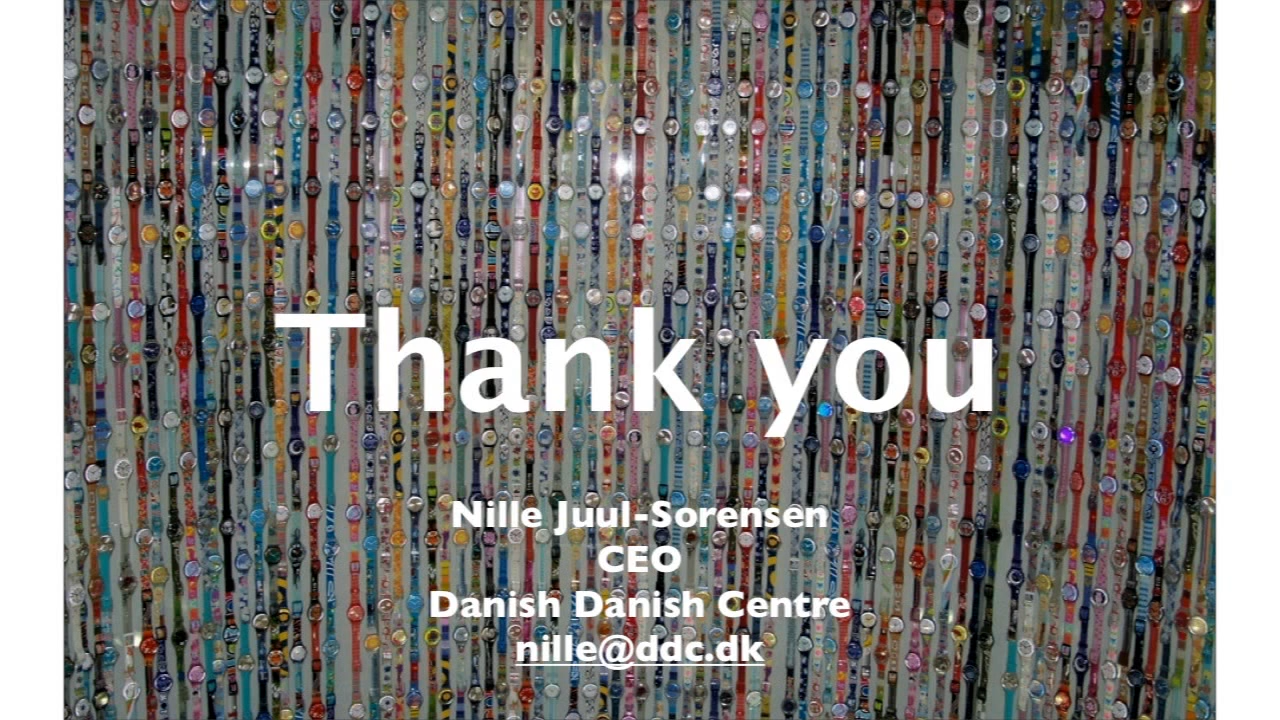 Thank you
Nille Juul-Sorensen
CEO
Danish Danish Centre
nille@ddc.dk